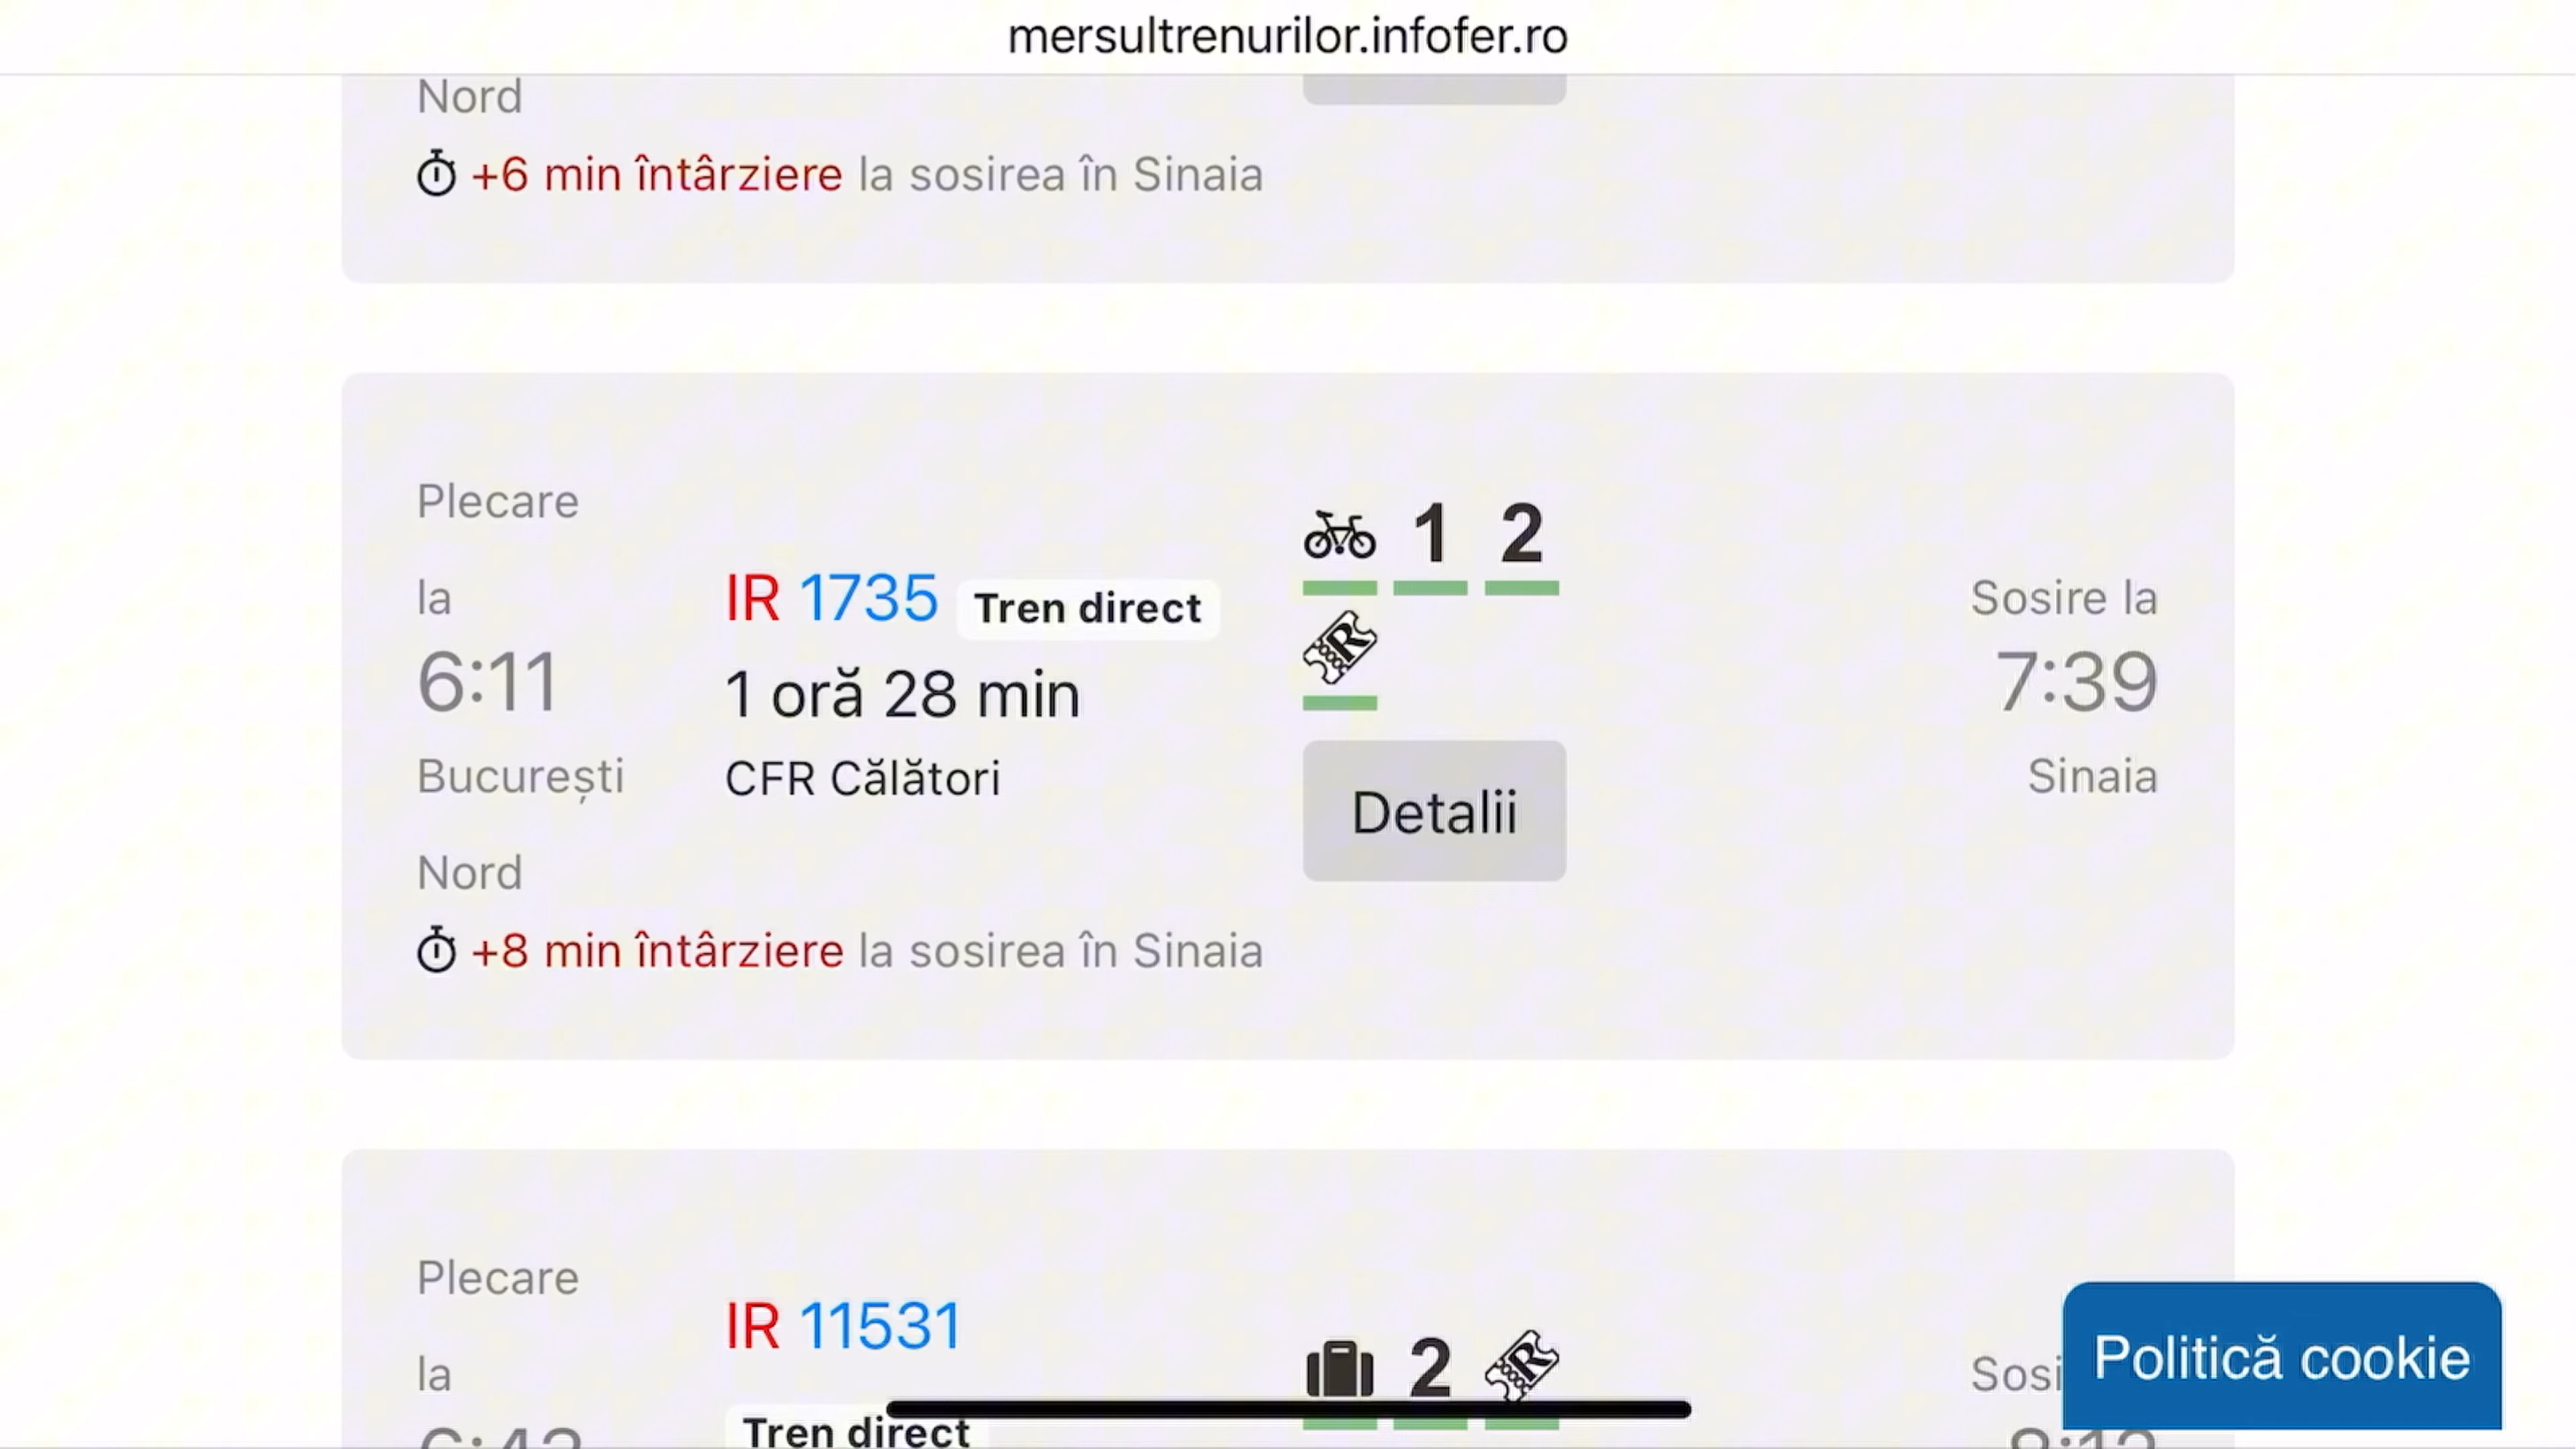 mersultrenurilor.infofer.ro
Nord
+6 min întârziere la sosirea în Sinaia
Plecare
la
6:11
București
Nord
IR 1735 Tren direct
1 oră 28 min
CFR Călători
1 2
R
Detalii
Sosire la
7:39
Sinaia
+8 min întârziere la sosirea în Sinaia
Plecare
la
IR 11531
Tren direct
2 R
Sosi
Politică cookie